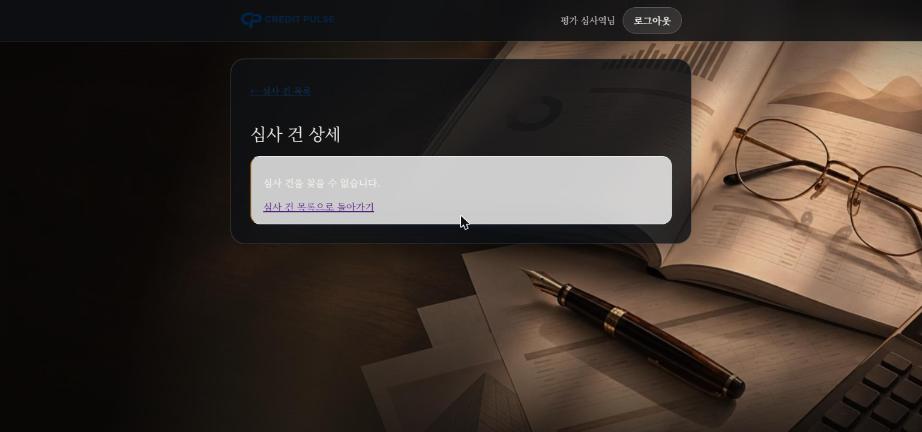 CREDIT PULSE
평가 심사역님
로그아웃
← 심사 건 목록
심사 건 상세
심사 건을 찾을 수 없습니다.
심사 건 목록으로 돌아가기